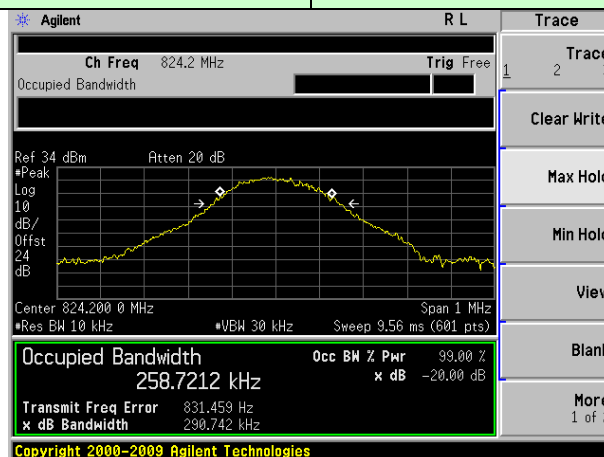 Agilent R L Trace
Ch Freq 824.2 MHz Trig Free
Occupied Bandwidth
Trace
1 2
Clear Write
Max Hold
Min Hold
View
Blank
More
1 of
Ref 34 dBm Atten 20 dB
#Peak
Log
10
dB/
Offst
24
dB
Center 824.200 0 MHz Span 1 MHz
#Res BW 10 kHz #VBW 30 kHz Sweep 9.56 ms (601 pts)
Occupied Bandwidth Occ BW % Pwr 99.00 %
258.7212 kHz x dB -20.00 dB
Transmit Freq Error 831.459 Hz
x dB Bandwidth 290.742 kHz
Copyright 2000-2009 Agilent Technologies